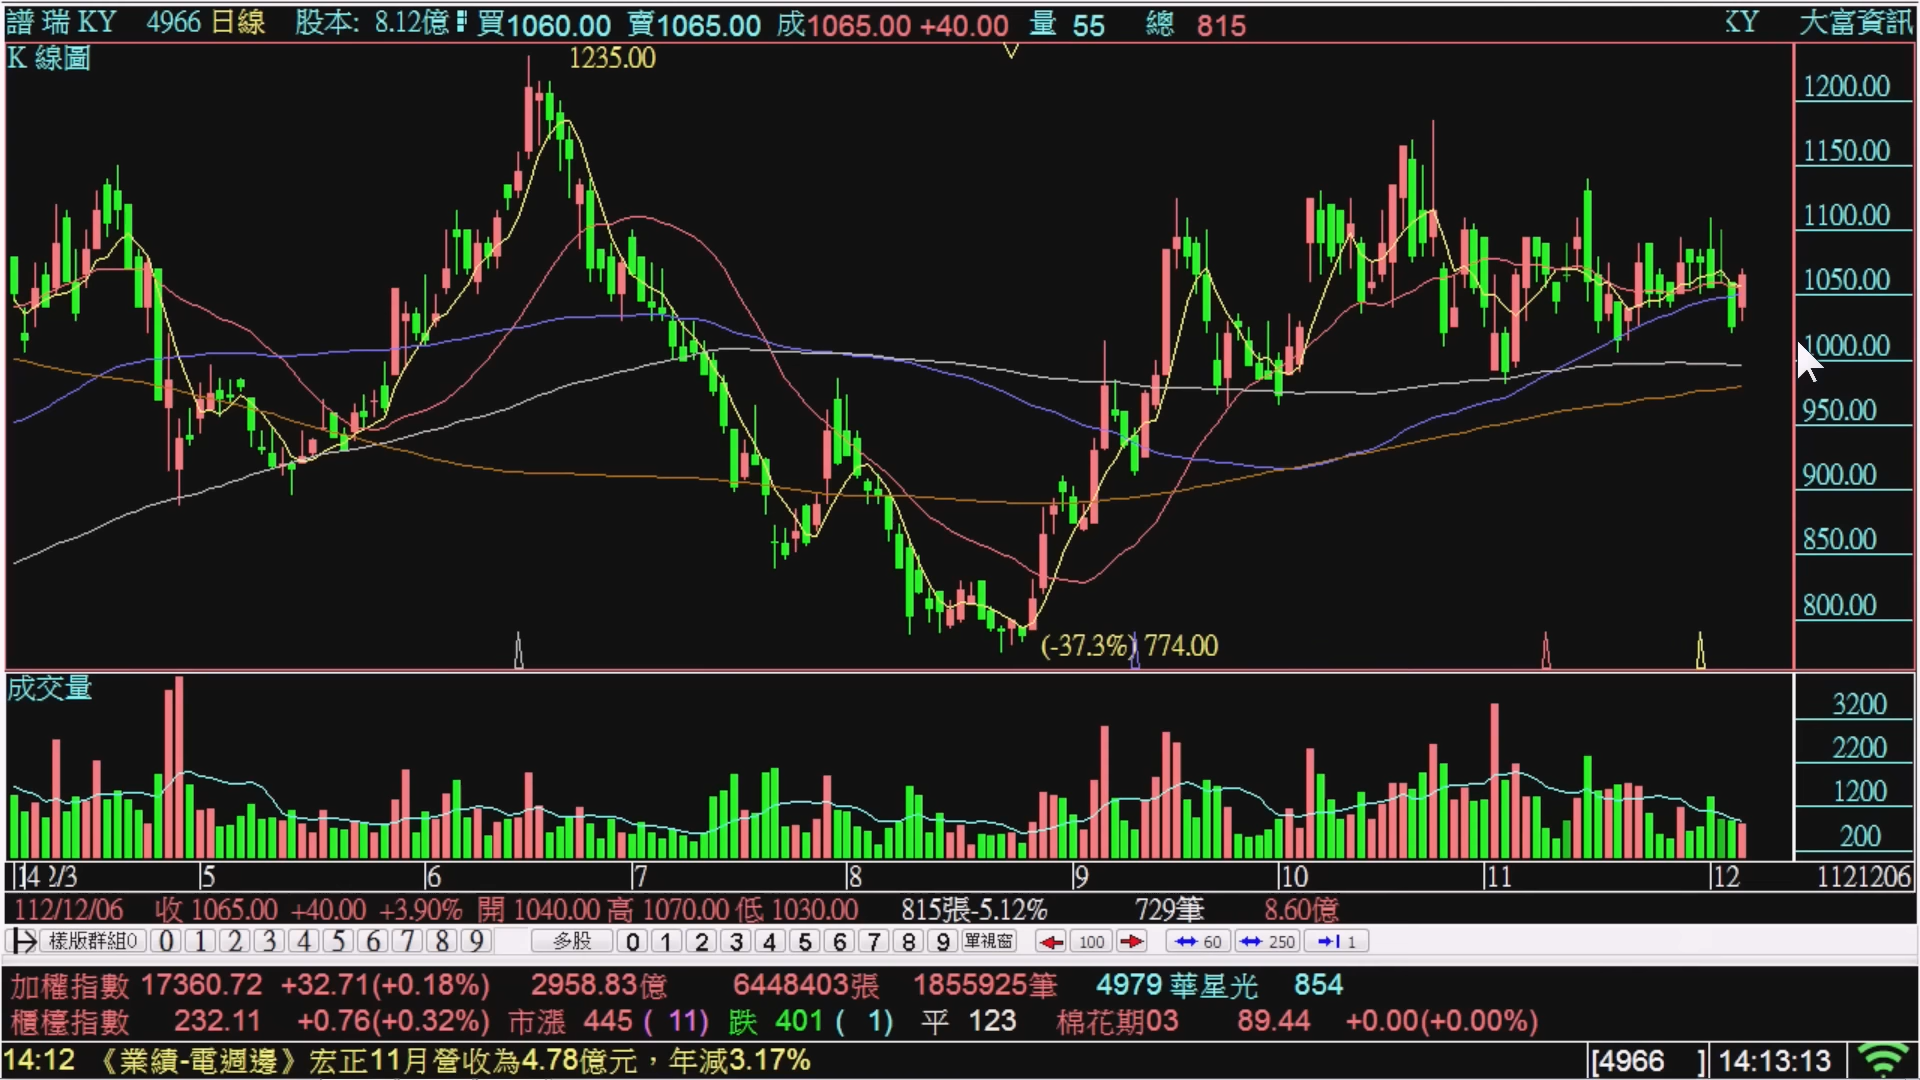 譜瑞KY 4966 日線 股本: 8.12億 買1060.00 賣1065.00 成1065.00 +40.00 量 55 總 815 KY 大富資訊
K 線圖
1235.00
1200.00
1150.00
1100.00
1050.00
1000.00
950.00
900.00
850.00
800.00
(-37.3%) 774.00
成交量
3200
2200
1200
200
5 6 7 8 9 10 11 12 1121206
112/12/06 收 1065.00 +40.00 +3.90% 開 1040.00 高 1070.00 低 1030.00 815張-5.12% 729筆 8.60億
樣版群組0 0 1 2 3 4 5 6 7 8 9 多股 0 1 2 3 4 5 6 7 8 9 單視窗 100 60 250 1
加權指數 17360.72 +32.71(+0.18%) 2958.83億 6448403張 1855925筆 4979 華星光 854
櫃檯指數 232.11 +0.76(+0.32%) 市漲 445 ( 11) 跌 401 ( 1) 平 123 棉花期03 89.44 +0.00(+0.00%)
14:12 《業績-電週邊》宏正11月營收為4.78億元，年減3.17% [4966 ] 14:13:13